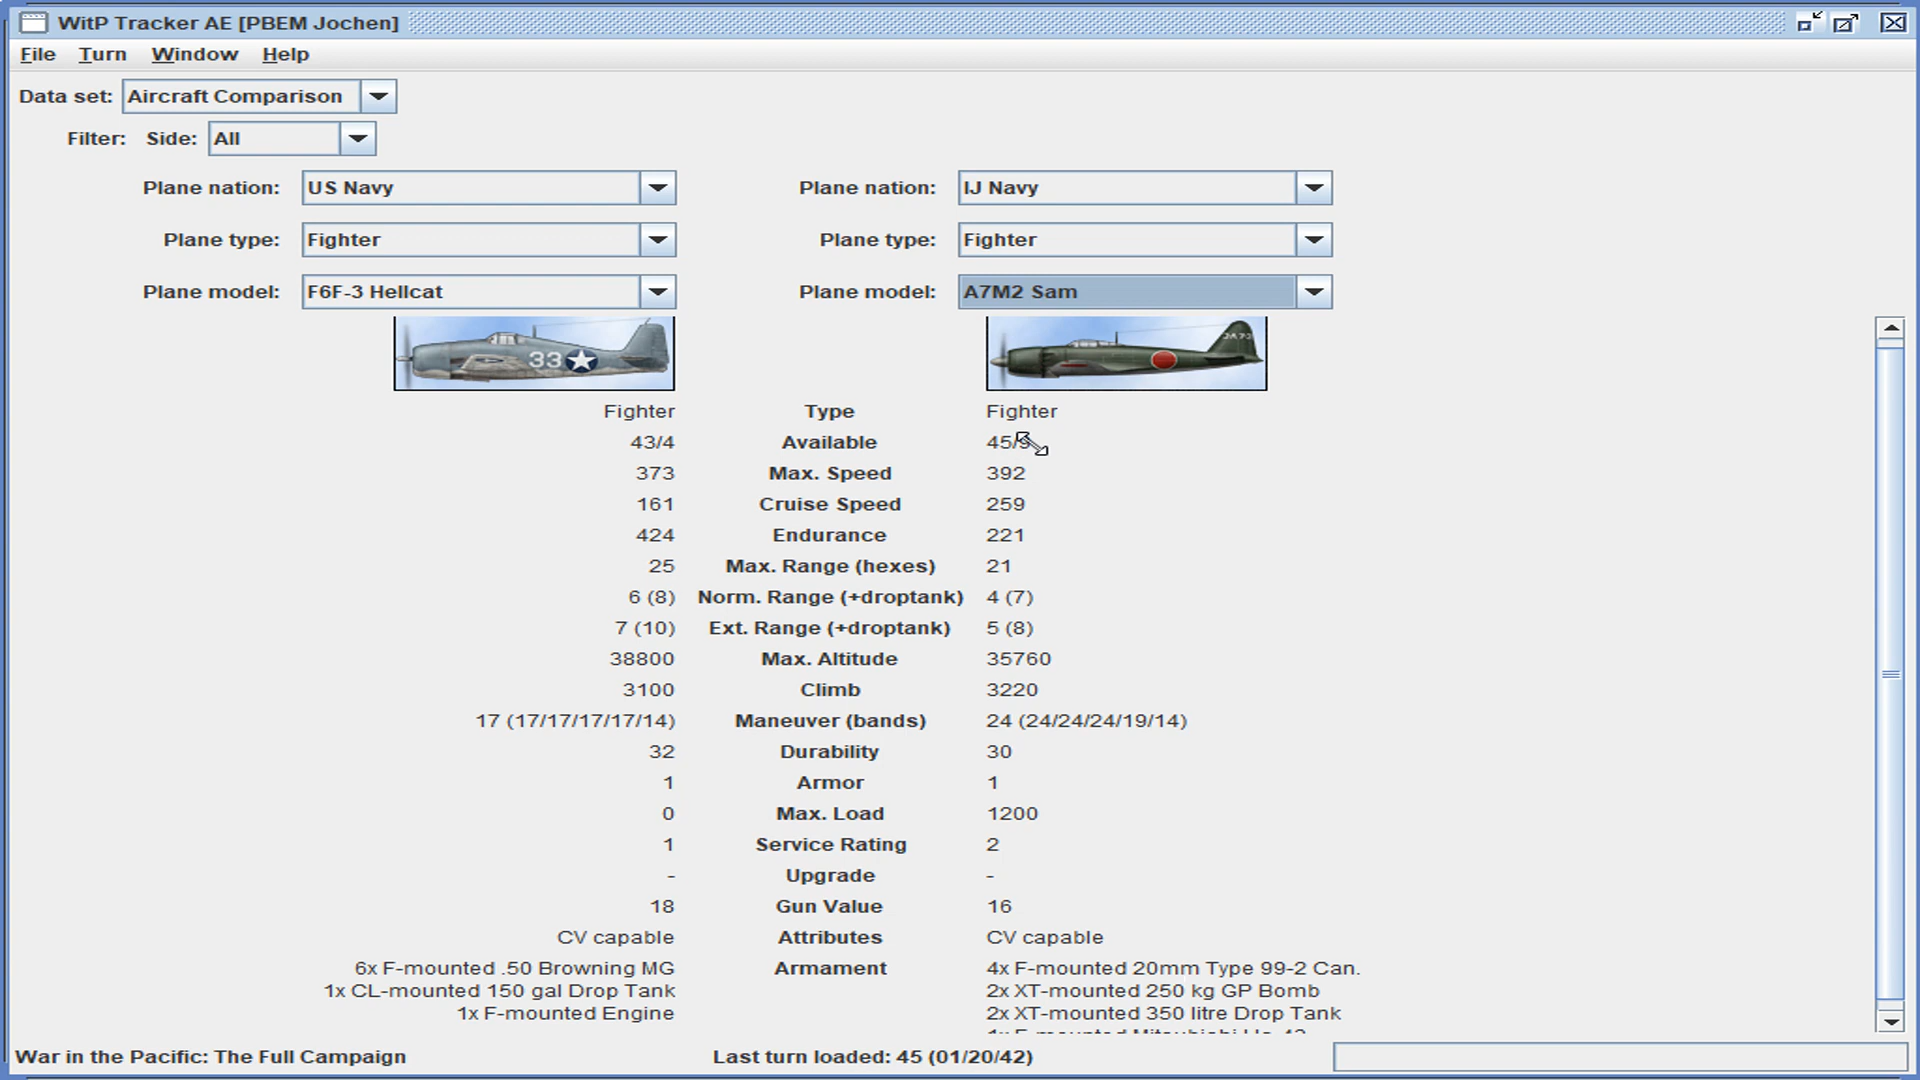 WitP Tracker AE [PBEM Jochen]
File Turn Window Help
Data set: Aircraft Comparison
Filter: Side: All
Plane nation: US Navy Plane nation: IJ Navy
Plane type: Fighter Plane type: Fighter
Plane model: F6F-3 Hellcat Plane model: A7M2 Sam
33
Fighter Type Fighter
43/4 Available 45/
373 Max. Speed 392
161 Cruise Speed 259
424 Endurance 221
25 Max. Range (hexes) 21
6 (8) Norm. Range (+droptank) 4 (7)
7 (10) Ext. Range (+droptank) 5 (8)
38800 Max. Altitude 35760
3100 Climb 3220
17 (17/17/17/17/14) Maneuver (bands) 24 (24/24/24/19/14)
32 Durability 30
1 Armor 1
0 Max. Load 1200
1 Service Rating 2
- Upgrade -
18 Gun Value 16
CV capable Attributes CV capable
6x F-mounted .50 Browning MG Armament 4x F-mounted 20mm Type 99-2 Can.
1x CL-mounted 150 gal Drop Tank 2x XT-mounted 250 kg GP Bomb
1x F-mounted Engine 2x XT-mounted 350 litre Drop Tank
War in the Pacific: The Full Campaign Last turn loaded: 45 (01/20/42)